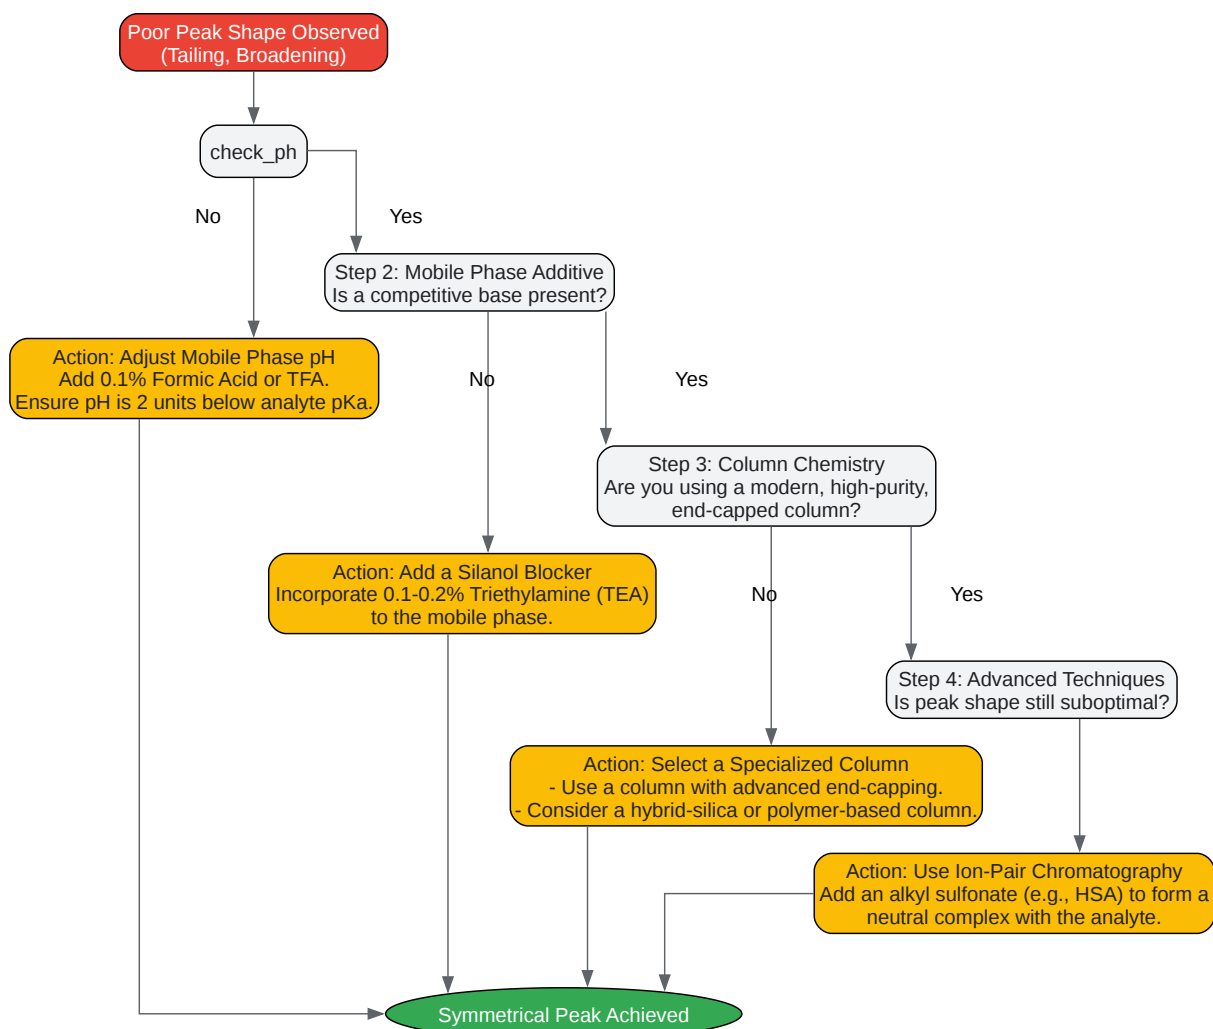 Poor Peak Shape Observed
(Tailing, Broadening)
check_ph
No
Yes
Step 2: Mobile Phase Additive
Is a competitive base present?
Action: Adjust Mobile Phase pH
Add 0.1% Formic Acid or TFA.
Ensure pH is 2 units below analyte pKa.
No
Yes
Step 3: Column Chemistry
Are you using a modern, high-purity,
end-capped column?
Action: Add a Silanol Blocker
Incorporate 0.1-0.2% Triethylamine (TEA)
to the mobile phase.
No
Yes
Step 4: Advanced Techniques
Is peak shape still suboptimal?
Action: Select a Specialized Column
- Use a column with advanced end-capping.
- Consider a hybrid-silica or polymer-based column.
Action: Use Ion-Pair Chromatography
Add an alkyl sulfonate (e.g., HSA) to form a
neutral complex with the analyte.
Symmetrical Peak Achieved